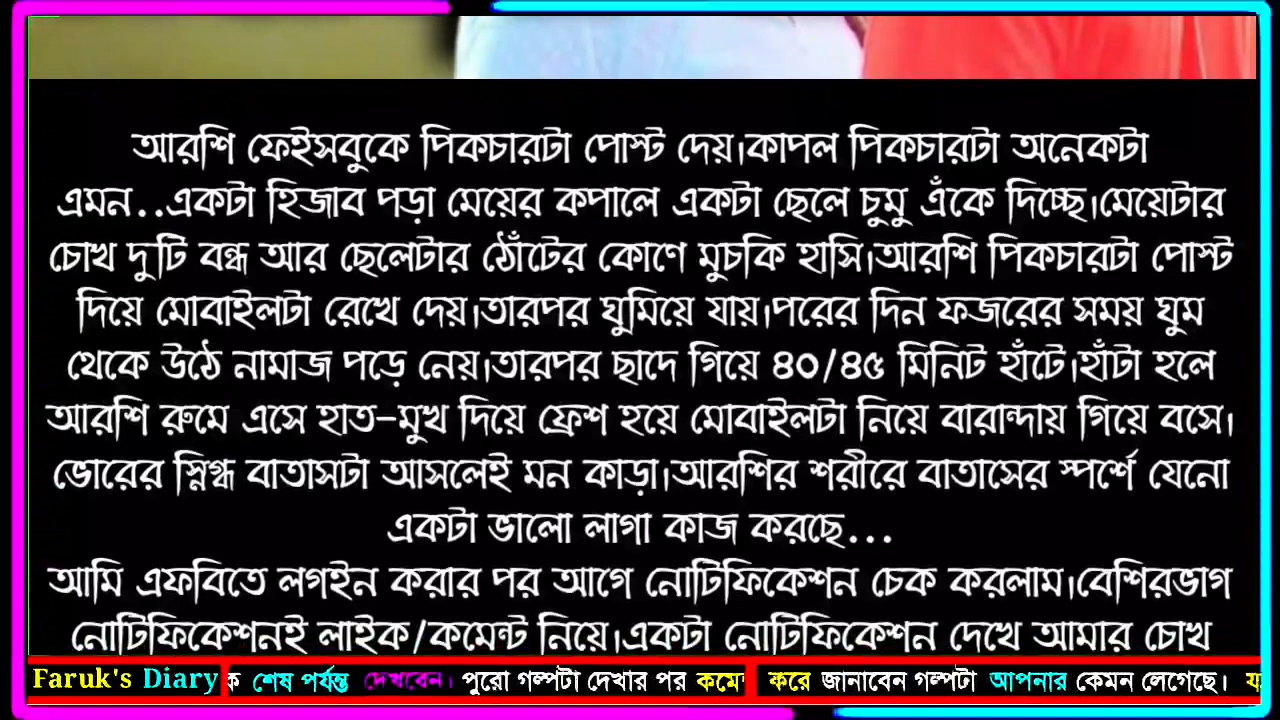 আরশি ফেইসবুকে পিকচারটা পোস্ট দেয়।কাপল পিকচারটা অনেকটা
এমন..একটা হিজাব পড়া মেয়ের কপালে একটা ছেলে চুমু এঁকে দিচ্ছে।মেয়েটার
চোখ দুটি বন্ধ আর ছেলেটার ঠোঁটের কোণে মুচকি হাসি।আরশি পিকচারটা পোস্ট
দিয়ে মোবাইলটা রেখে দেয়।তারপর ঘুমিয়ে যায়।পরের দিন ফজরের সময় ঘুম
থেকে উঠে নামাজ পড়ে নেয়।তারপর ছাদে গিয়ে ৪০/৪৫ মিনিট হাঁটে।হাঁটা হলে
আরশি রুমে এসে হাত-মুখ দিয়ে ফ্রেশ হয়ে মোবাইলটা নিয়ে বারান্দায় গিয়ে বসে।
ভোরের স্নিগ্ধ বাতাসটা আসলেই মন কাড়া।আরশির শরীরে বাতাসের স্পর্শে যেনো
একটা ভালো লাগা কাজ করছে...
আমি এফবিতে লগইন করার পর আগে নোটিফিকেশন চেক করলাম।বেশিরভাগ
নোটিফিকেশনই লাইক/কমেন্ট নিয়ে।একটা নোটিফিকেশন দেখে আমার চোখ
Faruk's Diary ক শেষ পর্যন্ত দেখবেন। পুরো গল্পটা দেখার পর করে জানাবেন গল্পটা আপনার কেমন লেগেছে।